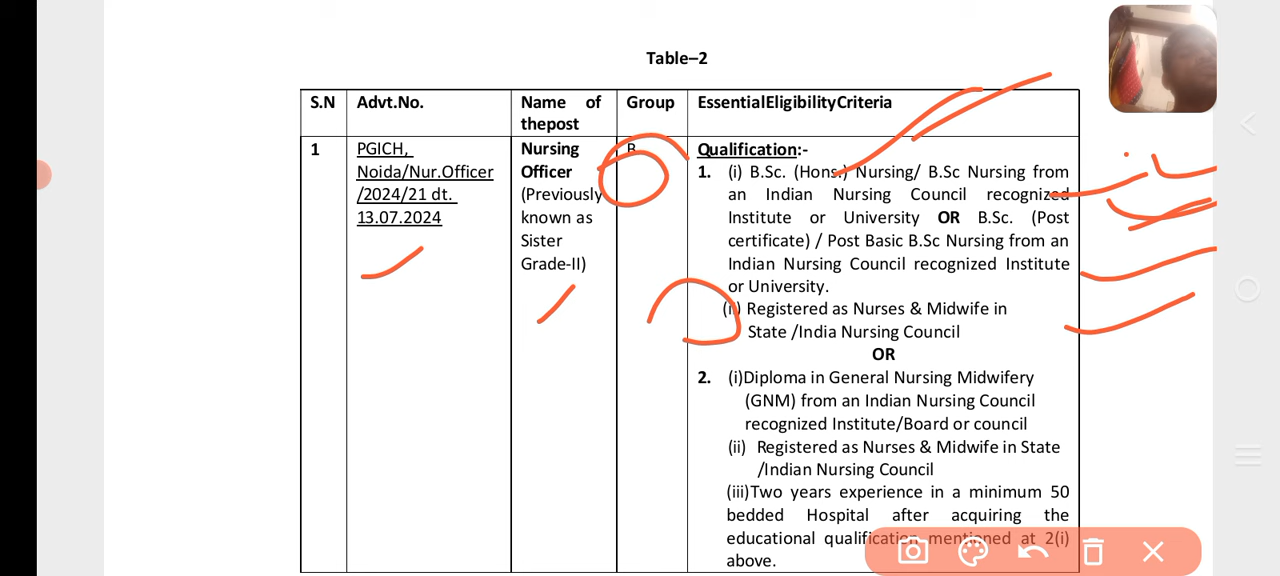 Table–2
S.N Advt.No. Name of thepost Group EssentialEligibilityCriteria
1
PGICH,
Noida/Nur.Officer
/2024/21 dt.
13.07.2024
Nursing
Officer
(Previously
known as
Sister
Grade-II)
B
Qualification:-
1. (i) B.Sc. (Hons.) Nursing/ B.Sc Nursing from
an Indian Nursing Council recognized
Institute or University OR B.Sc. (Post
certificate) / Post Basic B.Sc Nursing from an
Indian Nursing Council recognized Institute
or University.
(ii) Registered as Nurses & Midwife in
State /India Nursing Council
OR
2. (i)Diploma in General Nursing Midwifery
(GNM) from an Indian Nursing Council
recognized Institute/Board or council
(ii) Registered as Nurses & Midwife in State
/Indian Nursing Council
(iii)Two years experience in a minimum 50
bedded Hospital after acquiring the
educational qualification mentioned at 2(i)
above.